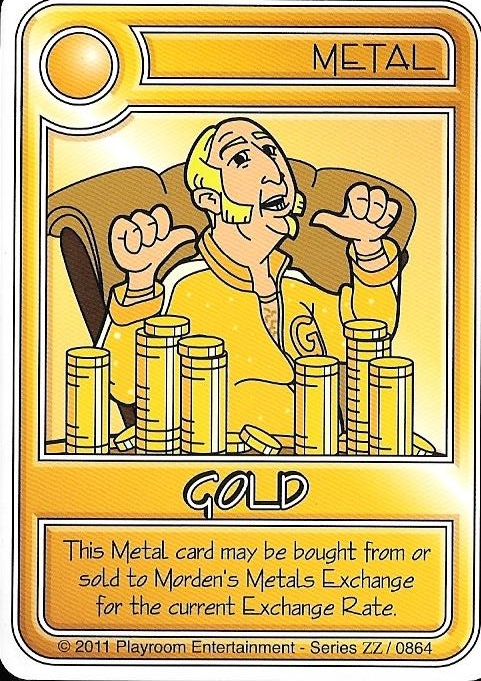 METAL
G
GOLD
This Metal card may be bought from or
sold to Morden's Metals Exchange
for the current Exchange Rate.
© 2011 Playroom Entertainment - Series ZZ / 0864